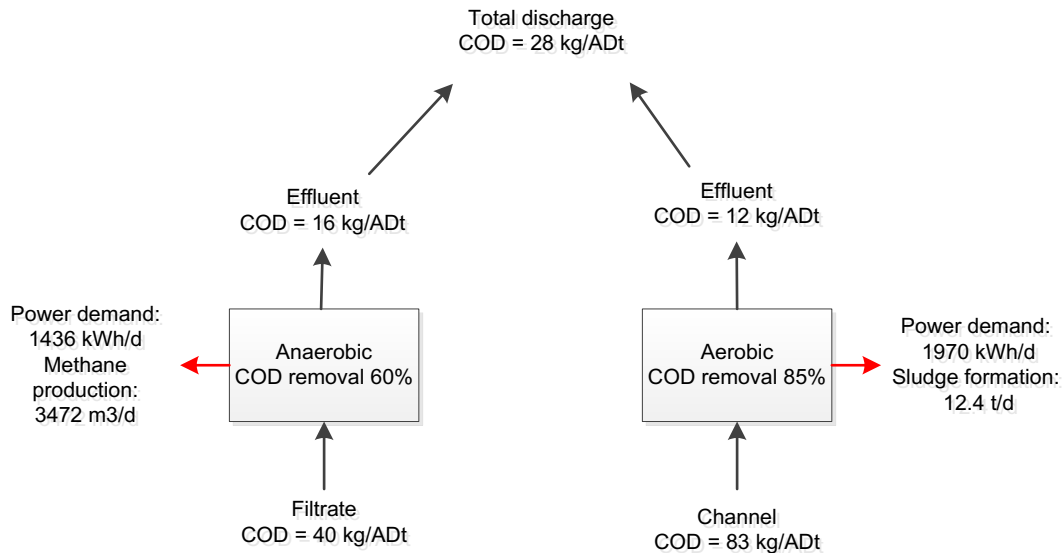 Total discharge
COD = 28 kg/ADt
Effluent
COD = 16 kg/ADt
Effluent
COD = 12 kg/ADt
Power demand:
1436 kWh/d
Methane
production:
3472 m3/d
Anaerobic
COD removal 60%
Aerobic
COD removal 85%
Power demand:
1970 kWh/d
Sludge formation:
12.4 t/d
Filtrate
COD = 40 kg/ADt
Channel
COD = 83 kg/ADt